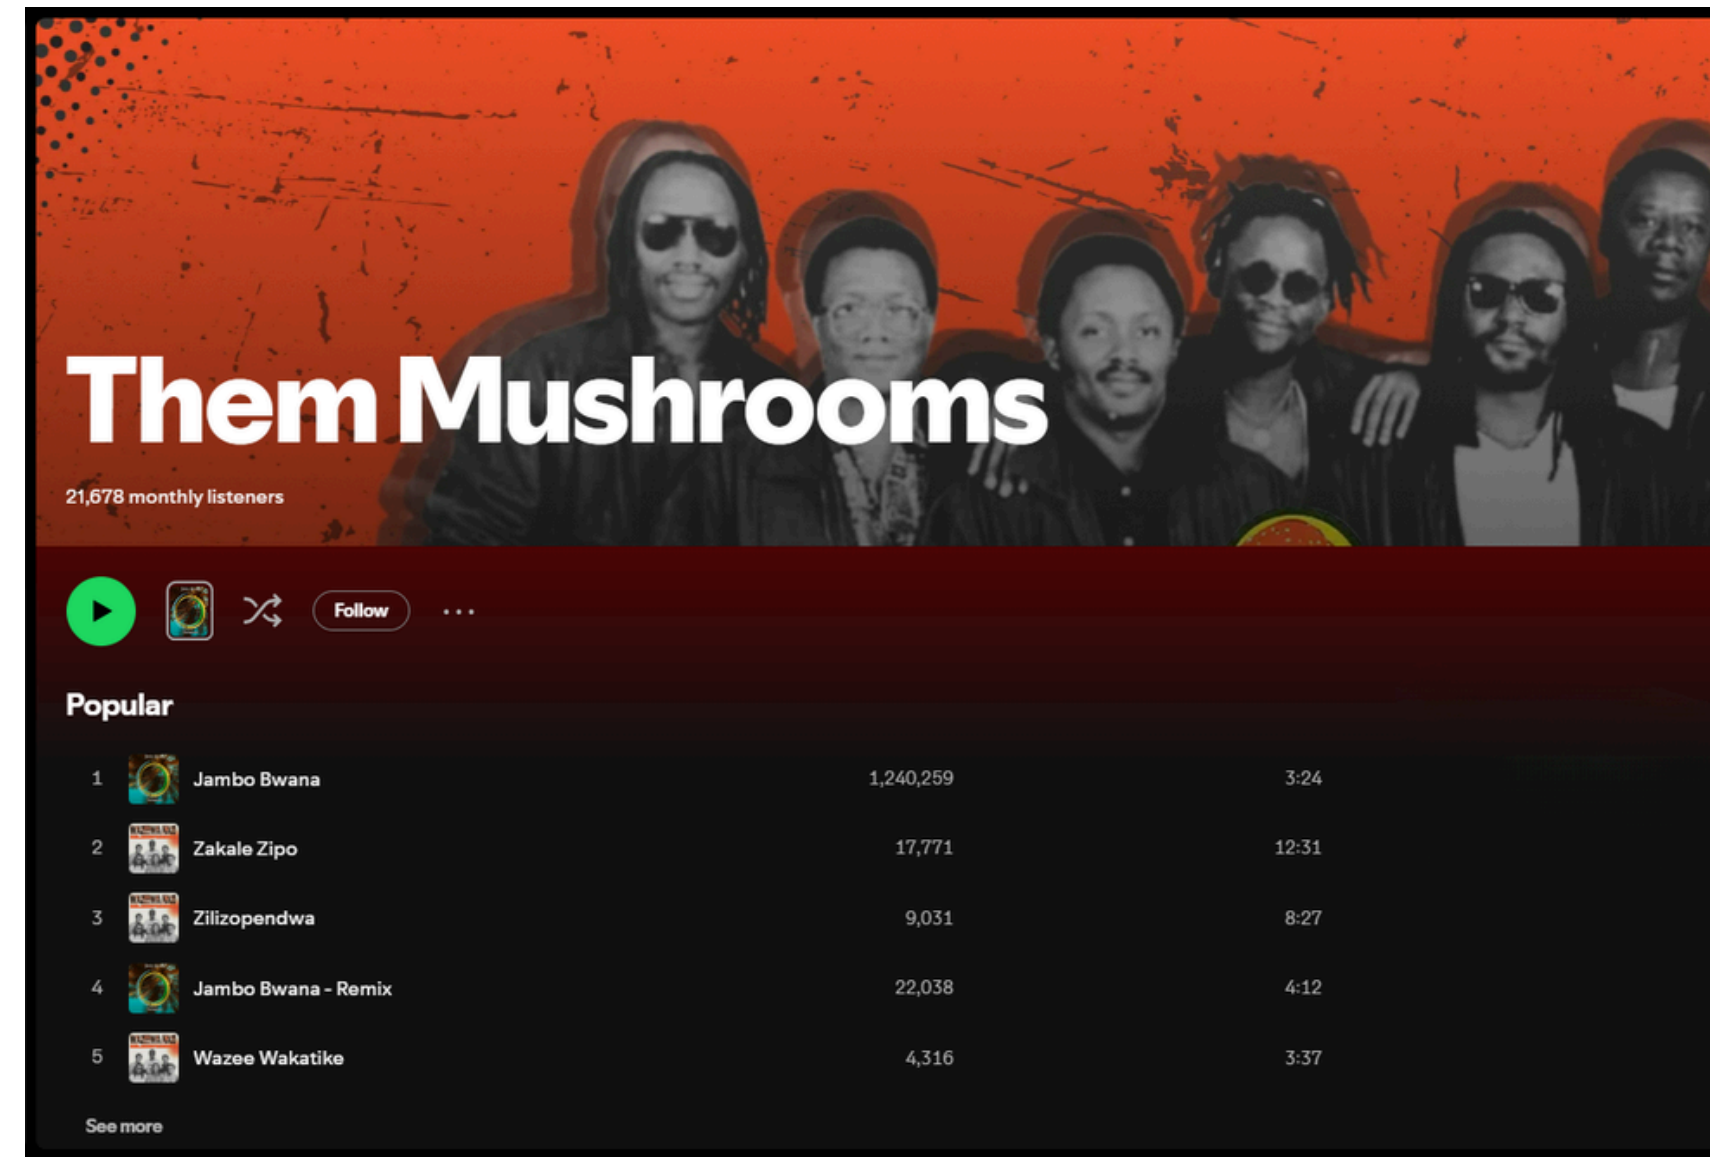 Them Mushrooms
21,678 monthly listeners
Follow
Popular
1 Jambo Bwana 1,240,259 3:24
2 Zakale Zipo 17,771 12:31
3 Zilizopendwa 9,031 8:27
4 Jambo Bwana - Remix 22,038 4:12
5 Wazee Wakatike 4,316 3:37
See more